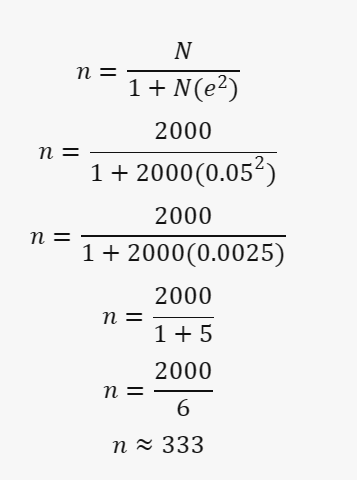 n = N / 1 + N(e²)
n = 2000 / 1 + 2000(0.05²)
n = 2000 / 1 + 2000(0.0025)
n = 2000 / 1 + 5
n = 2000 / 6
n ≈ 333